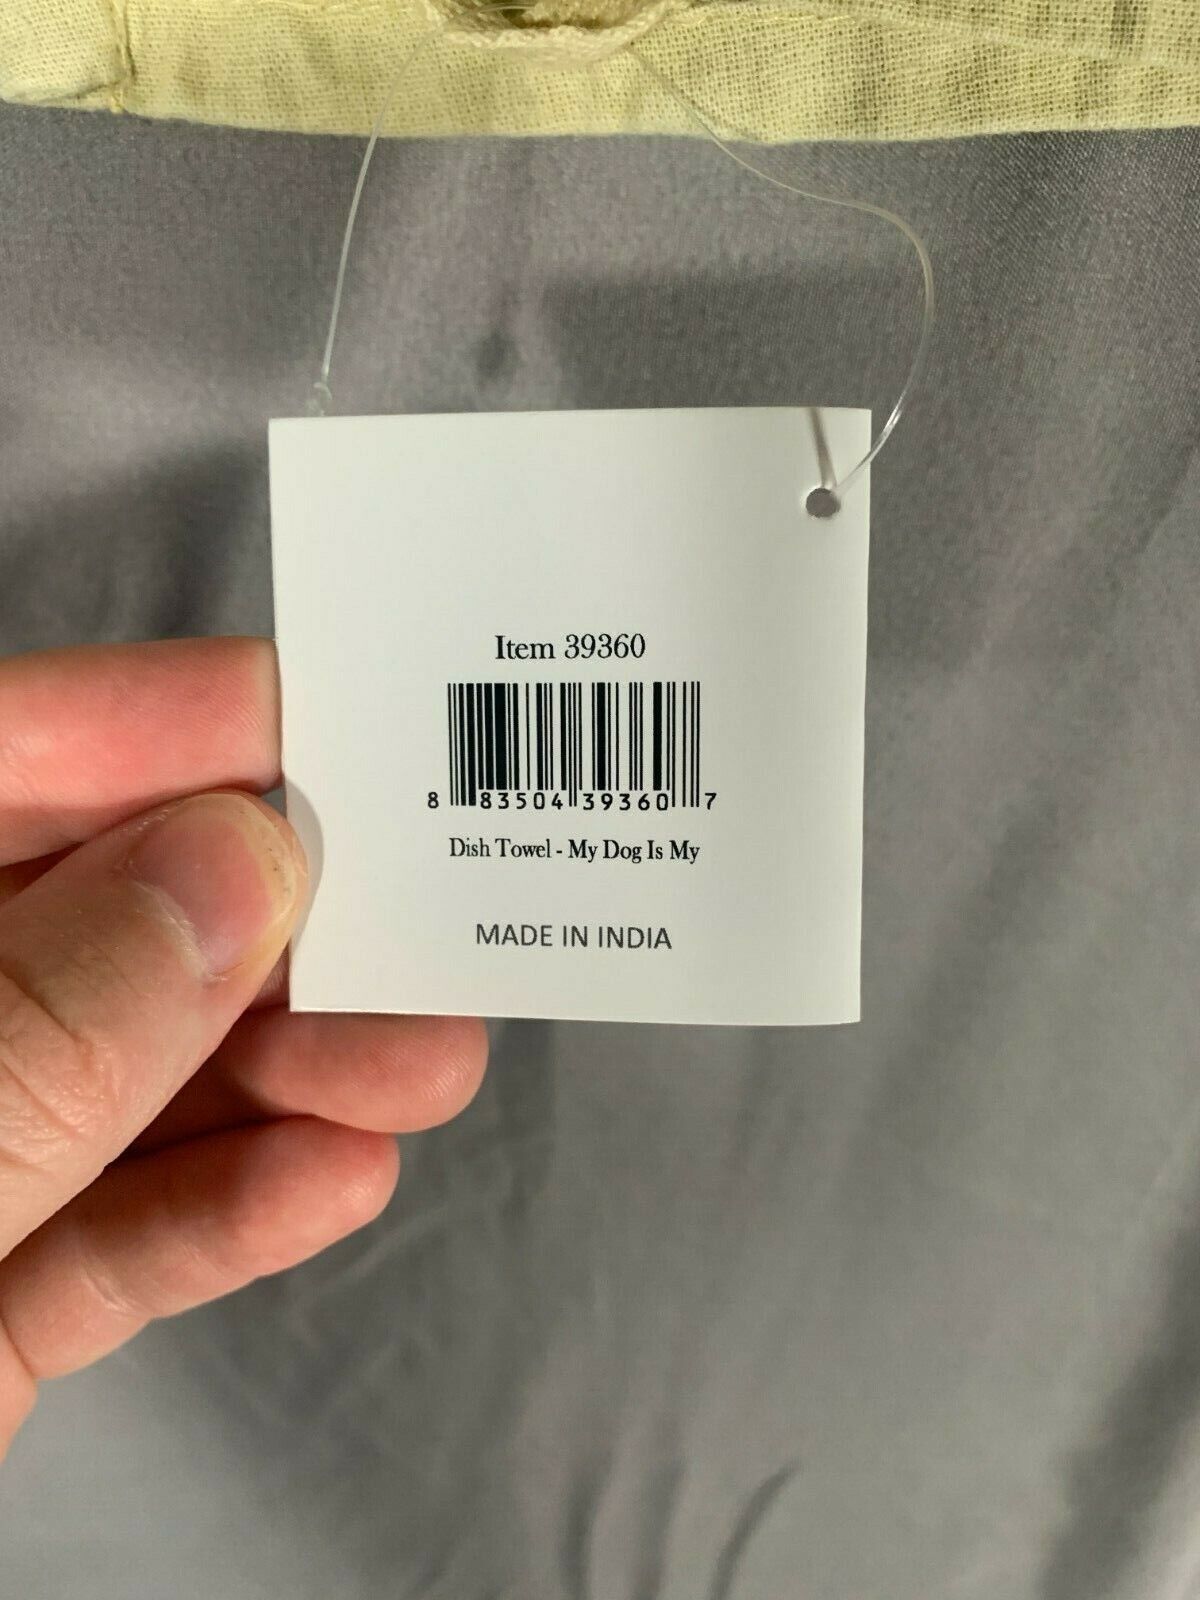 Item 39360
8 83504 39360 7
Dish Towel - My Dog Is My
MADE IN INDIA